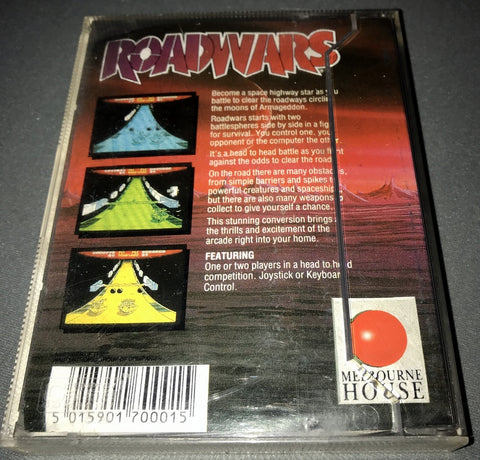 ROADWARS
Become a space highway star as you
battle to clear the roadways circling
the moons of Armageddon.
Roadwars starts with two
battlespheres side by side in a fig
for survival. You control one, your
opponent or the computer the other.
It's a head to head battle as you fight
against the odds to clear the road
On the road there are many obstacles,
from simple barriers and spikes to
powerful creatures and spaceship
but there are also many weapons to
collect to give yourself a chance.
This stunning conversion brings
the thrills and excitement of the
arcade right into your home.
FEATURING
One or two players in a head to head
competition. Joystick or Keyboard
Control.
MELBOURNE
HOUSE
5 015901 700015